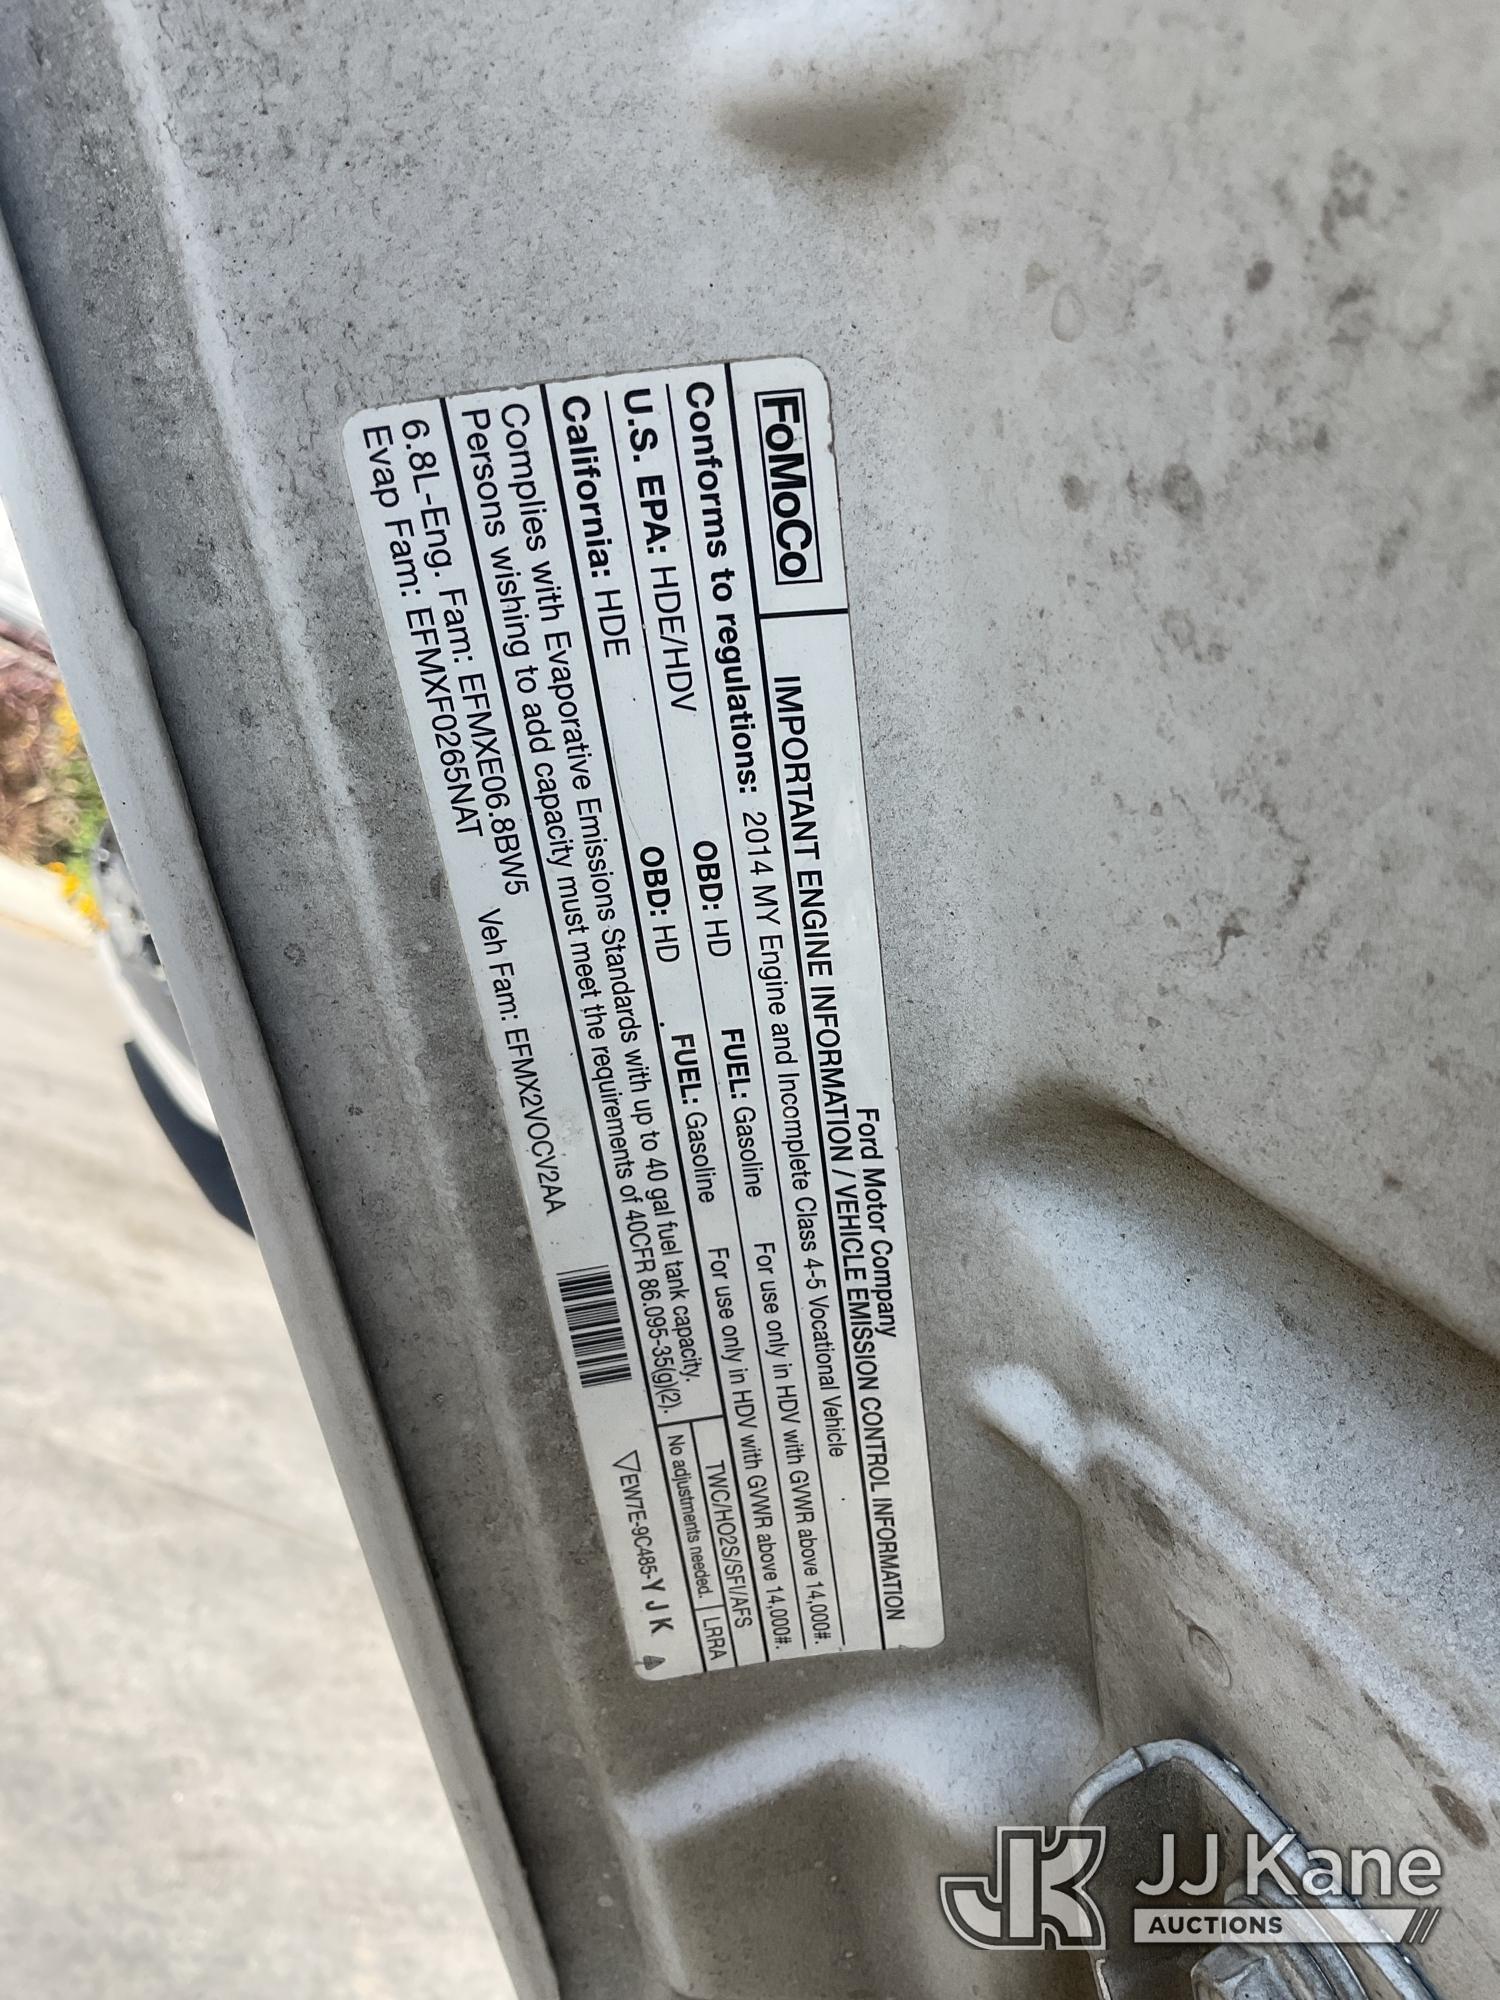 FoMoCo
Ford Motor Company
IMPORTANT ENGINE INFORMATION / VEHICLE EMISSION CONTROL INFORMATION
Conforms to regulations: 2014 MY Engine and Incomplete Class 4-5 Vocational Vehicle
U.S. EPA: HDE/HDV OBD: HD FUEL: Gasoline For use only in HDV with GVWR above 14,000#.
California: HDE OBD: HD FUEL: Gasoline For use only in HDV with GVWR above 14,000#.
Complies with Evaporative Emissions Standards with up to 40 gal fuel tank capacity.
Persons wishing to add capacity must meet the requirements of 40CFR 86.095-35(g)(2).
TWC/HO2S/SFI/AFS
No adjustments needed. LRRA
6.8L-Eng. Fam: EFMXE06.8BW5 Veh Fam: EFMX2VOCV2AA
Evap Fam: EFMXF0265NAT
EW7E-9C485-Y J K
JK JJ Kane
AUCTIONS